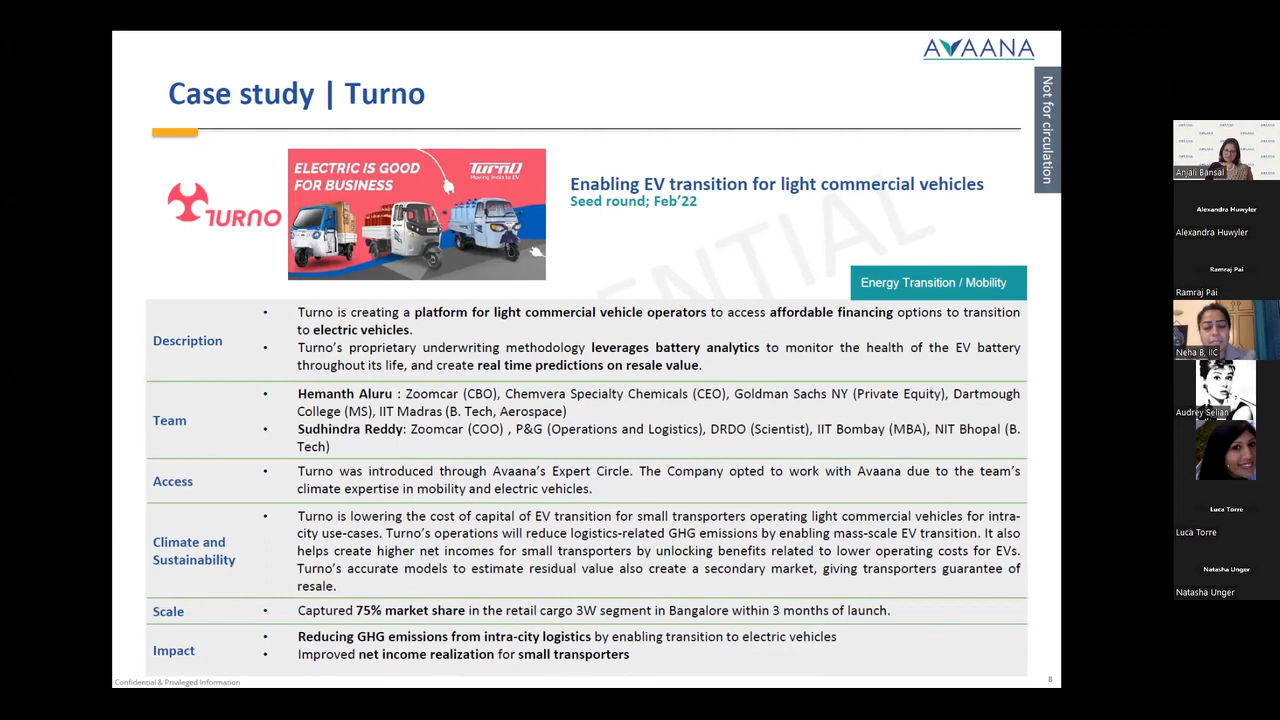 AVAANA
Not for circulation
Case study | Turno
TURNO
ELECTRIC IS GOOD
FOR BUSINESS
TURNO
Moving India to EV
Enabling EV transition for light commercial vehicles
Seed round; Feb'22
Energy Transition / Mobility
Description
• Turno is creating a platform for light commercial vehicle operators to access affordable financing options to transition
to electric vehicles.
• Turno's proprietary underwriting methodology leverages battery analytics to monitor the health of the EV battery
throughout its life, and create real time predictions on resale value.
Team
• Hemanth Aluru : Zoomcar (CBO), Chemvera Specialty Chemicals (CEO), Goldman Sachs NY (Private Equity), Dartmough
College (MS), IIT Madras (B. Tech, Aerospace)
• Sudhindra Reddy: Zoomcar (COO) , P&G (Operations and Logistics), DRDO (Scientist), IIT Bombay (MBA), NIT Bhopal (B.
Tech)
Access
• Turno was introduced through Avaana's Expert Circle. The Company opted to work with Avaana due to the team's
climate expertise in mobility and electric vehicles.
Climate and
Sustainability
• Turno is lowering the cost of capital of EV transition for small transporters operating light commercial vehicles for intra-
city use-cases. Turno's operations will reduce logistics-related GHG emissions by enabling mass-scale EV transition. It also
helps create higher net incomes for small transporters by unlocking benefits related to lower operating costs for EVs.
Turno's accurate models to estimate residual value also create a secondary market, giving transporters guarantee of
resale.
Scale
• Captured 75% market share in the retail cargo 3W segment in Bangalore within 3 months of launch.
Impact
• Reducing GHG emissions from intra-city logistics by enabling transition to electric vehicles
• Improved net income realization for small transporters
Confidential & Privileged Information
8
Anjali Bansal
Alexandra Huwyler
Alexandra Huwyler
Ramraj Pai
Ramraj Pai
Neha B, IIC
Audrey Selian
Luca Torre
Luca Torre
Natasha Unger
Natasha Unger